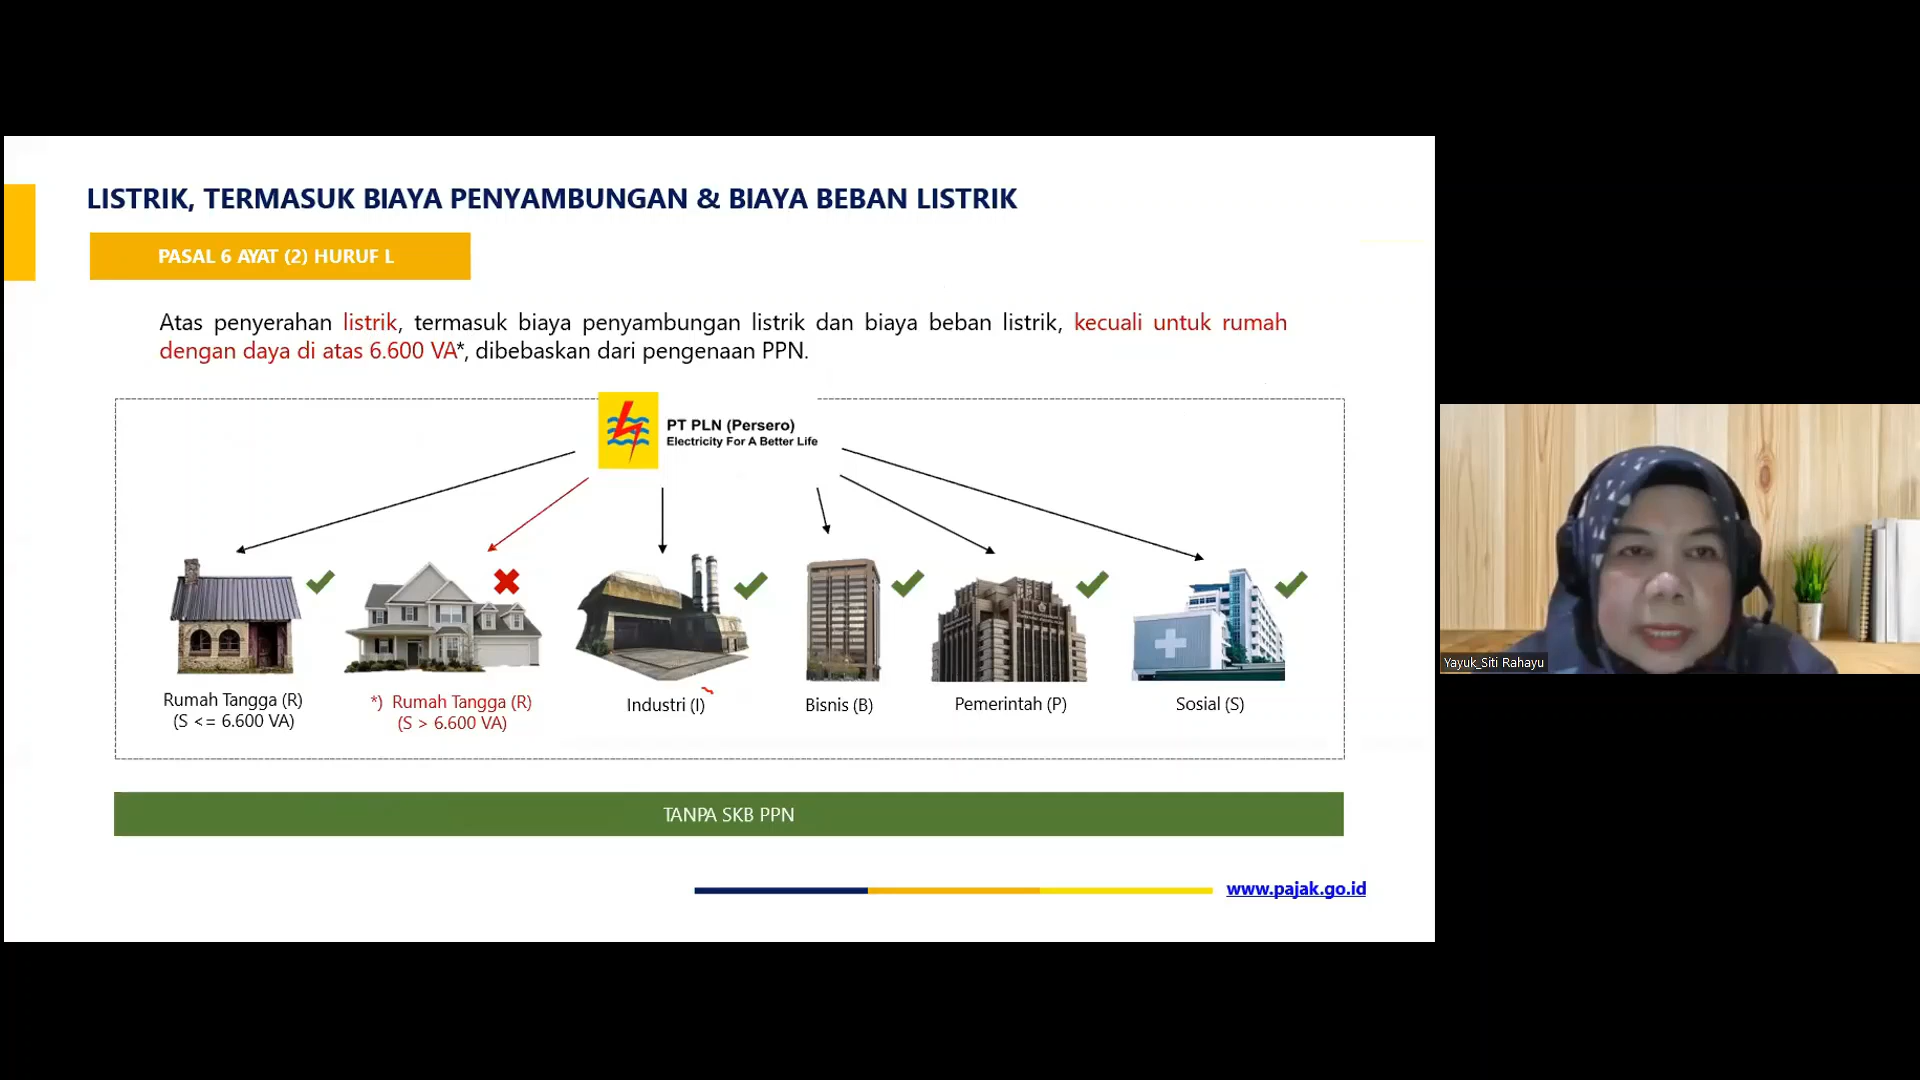 LISTRIK, TERMASUK BIAYA PENYAMBUNGAN & BIAYA BEBAN LISTRIK
PASAL 6 AYAT (2) HURUF L
Atas penyerahan listrik, termasuk biaya penyambungan listrik dan biaya beban listrik, kecuali untuk rumah
dengan daya di atas 6.600 VA*, dibebaskan dari pengenaan PPN.
PT PLN (Persero)
Electricity For A Better Life
Rumah Tangga (R)
(S <= 6.600 VA)
*) Rumah Tangga (R)
(S > 6.600 VA)
Industri (I)
Bisnis (B)
Pemerintah (P)
Sosial (S)
TANPA SKB PPN
www.pajak.go.id
Yayuk_Siti Rahayu